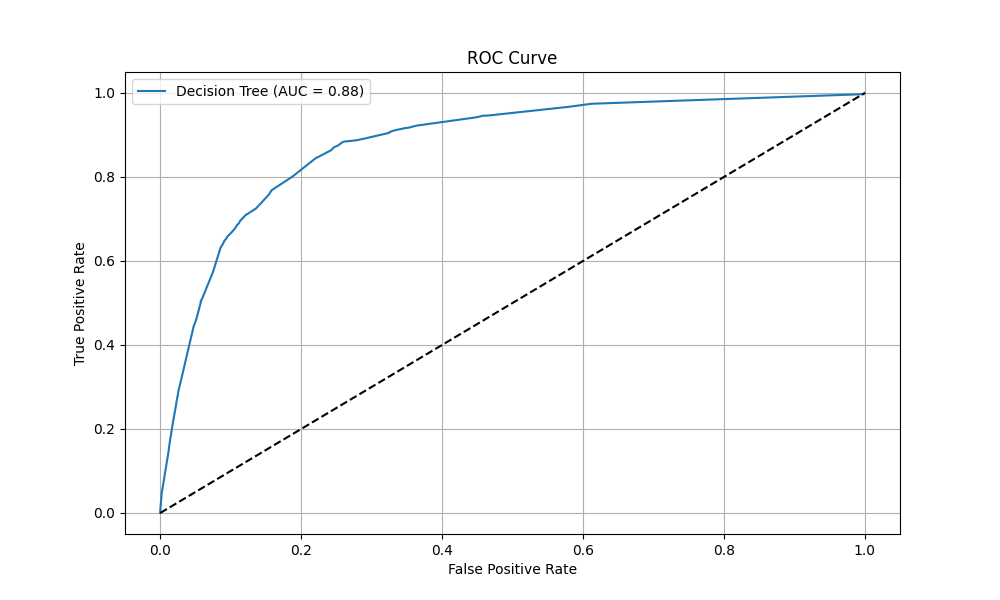 ROC Curve
Decision Tree (AUC = 0.88)
True Positive Rate
1.0
0.8
0.6
0.4
0.2
0.0
0.0 0.2 0.4 0.6 0.8 1.0
False Positive Rate